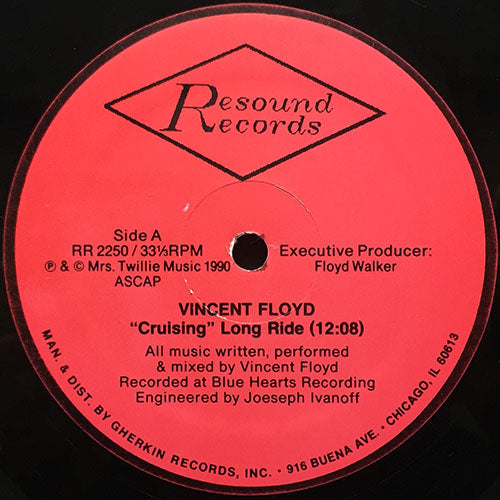 Resound
Records
Side A
RR 2250 / 33⅓RPM
℗ & © Mrs. Twillie Music 1990
ASCAP
Executive Producer:
Floyd Walker
VINCENT FLOYD
"Cruising" Long Ride (12:08)
All music written, performed
& mixed by Vincent Floyd
Recorded at Blue Hearts Recording
Engineered by Joeseph Ivanoff
MAN. & DIST. BY GHERKIN RECORDS, INC. • 916 BUENA AVE. • CHICAGO, IL 60613